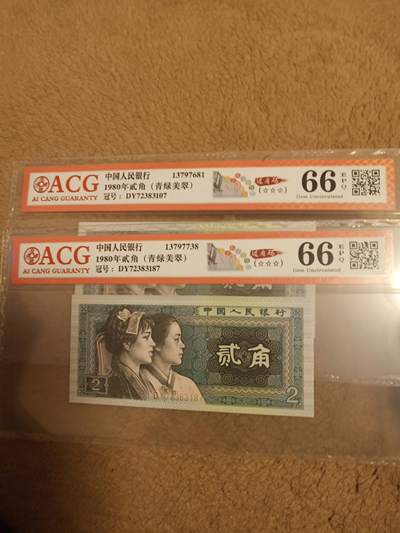 ACG
AI CANG GUARANTY
中国人民银行 13797681
1980年贰角（青绿美翠）
冠号：DY72383107
(☆☆☆)
66 EPQ
Gem Uncirculated
ACG
AI CANG GUARANTY
中国人民银行 13797738
1980年贰角（青绿美翠）
冠号：DY72383187
(☆☆☆)
66 EPQ
Gem Uncirculated
中国人民银行
贰角
2
2